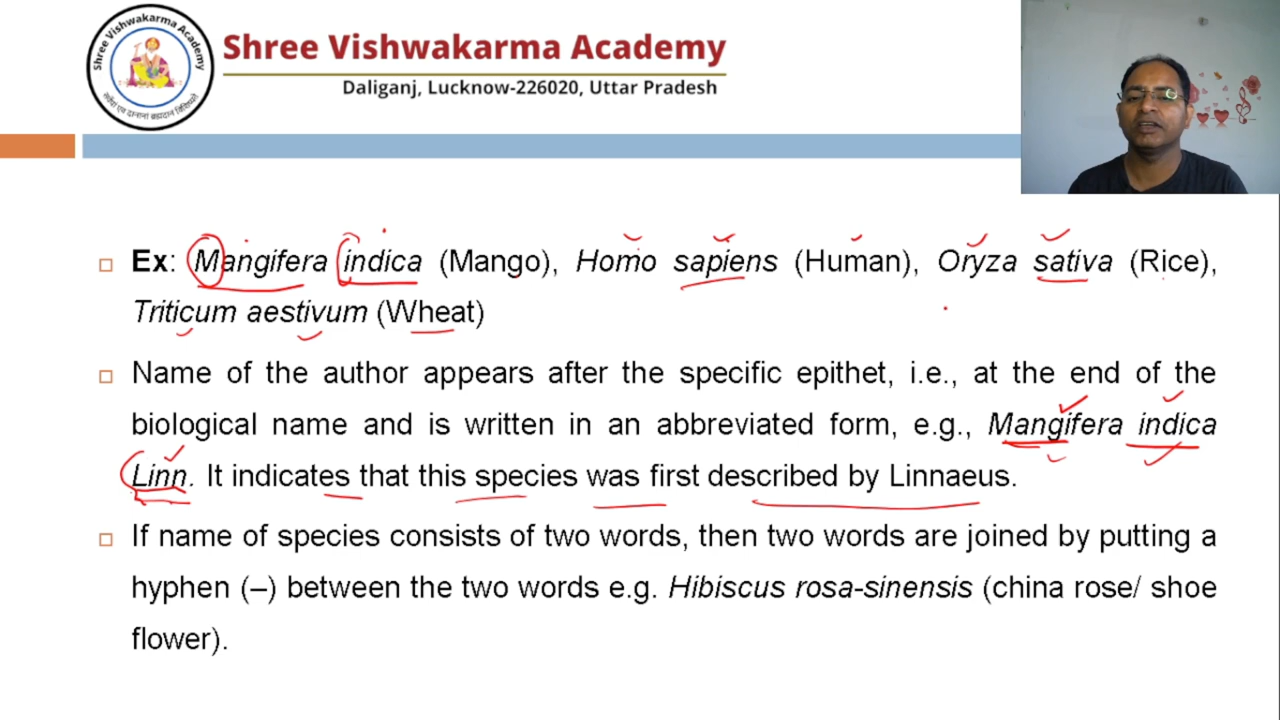 Shree Vishwakarma Academy
Shree Vishwakarma Academy
Daliganj, Lucknow-226020, Uttar Pradesh
Ex: Mangifera indica (Mango), Homo sapiens (Human), Oryza sativa (Rice),
Triticum aestivum (Wheat)
Name of the author appears after the specific epithet, i.e., at the end of the
biological name and is written in an abbreviated form, e.g., Mangifera indica
Linn. It indicates that this species was first described by Linnaeus.
If name of species consists of two words, then two words are joined by putting a
hyphen (–) between the two words e.g. Hibiscus rosa-sinensis (china rose/ shoe
flower).